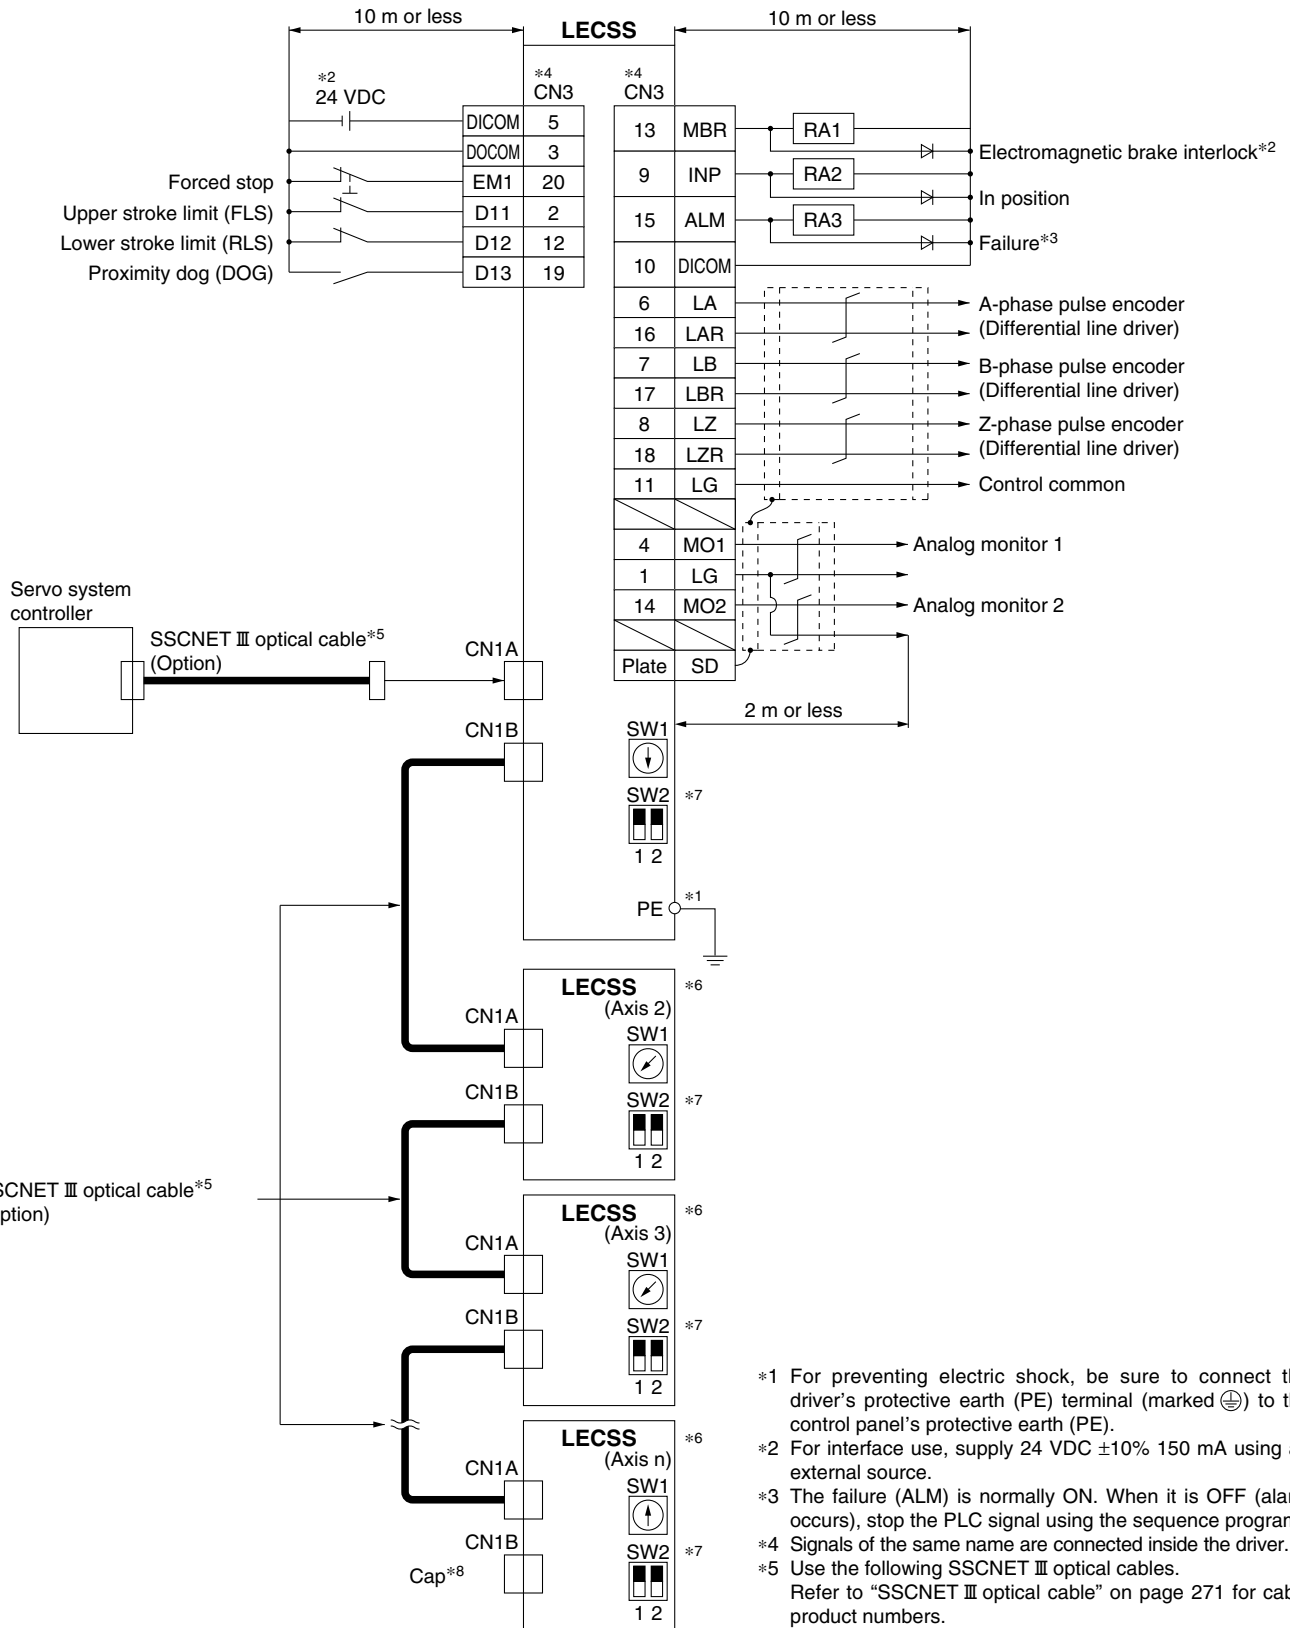 10 m or less
LECSS
10 m or less
*2
24 VDC
*4
CN3
*4
CN3
DICOM 5
DOCOM 3
Forced stop EM1 20
Upper stroke limit (FLS) D11 2
Lower stroke limit (RLS) D12 12
Proximity dog (DOG) D13 19
13 MBR RA1
Electromagnetic brake interlock*2
9 INP RA2
In position
15 ALM RA3
Failure*3
10 DICOM
6 LA A-phase pulse encoder
16 LAR (Differential line driver)
7 LB B-phase pulse encoder
17 LBR (Differential line driver)
8 LZ Z-phase pulse encoder
18 LZR (Differential line driver)
11 LG Control common
4 MO1 Analog monitor 1
1 LG
14 MO2 Analog monitor 2
Plate SD
2 m or less
Servo system
controller
SSCNET Ⅲ optical cable*5
(Option)
CN1A
CN1B
SW1
SW2 *7
1 2
PE *1
LECSS *6
(Axis 2)
CN1A
SW1
CN1B
SW2 *7
1 2
SCNET Ⅲ optical cable*5
ption)
LECSS *6
(Axis 3)
CN1A
SW1
CN1B
SW2 *7
1 2
LECSS *6
(Axis n)
CN1A
SW1
CN1B
Cap*8
SW2 *7
1 2
*1 For preventing electric shock, be sure to connect th
driver's protective earth (PE) terminal (marked ⏚) to th
control panel's protective earth (PE).
*2 For interface use, supply 24 VDC ±10% 150 mA using a
external source.
*3 The failure (ALM) is normally ON. When it is OFF (alar
occurs), stop the PLC signal using the sequence program
*4 Signals of the same name are connected inside the driver.
*5 Use the following SSCNET Ⅲ optical cables.
Refer to “SSCNET Ⅲ optical cable” on page 271 for cab
product numbers.